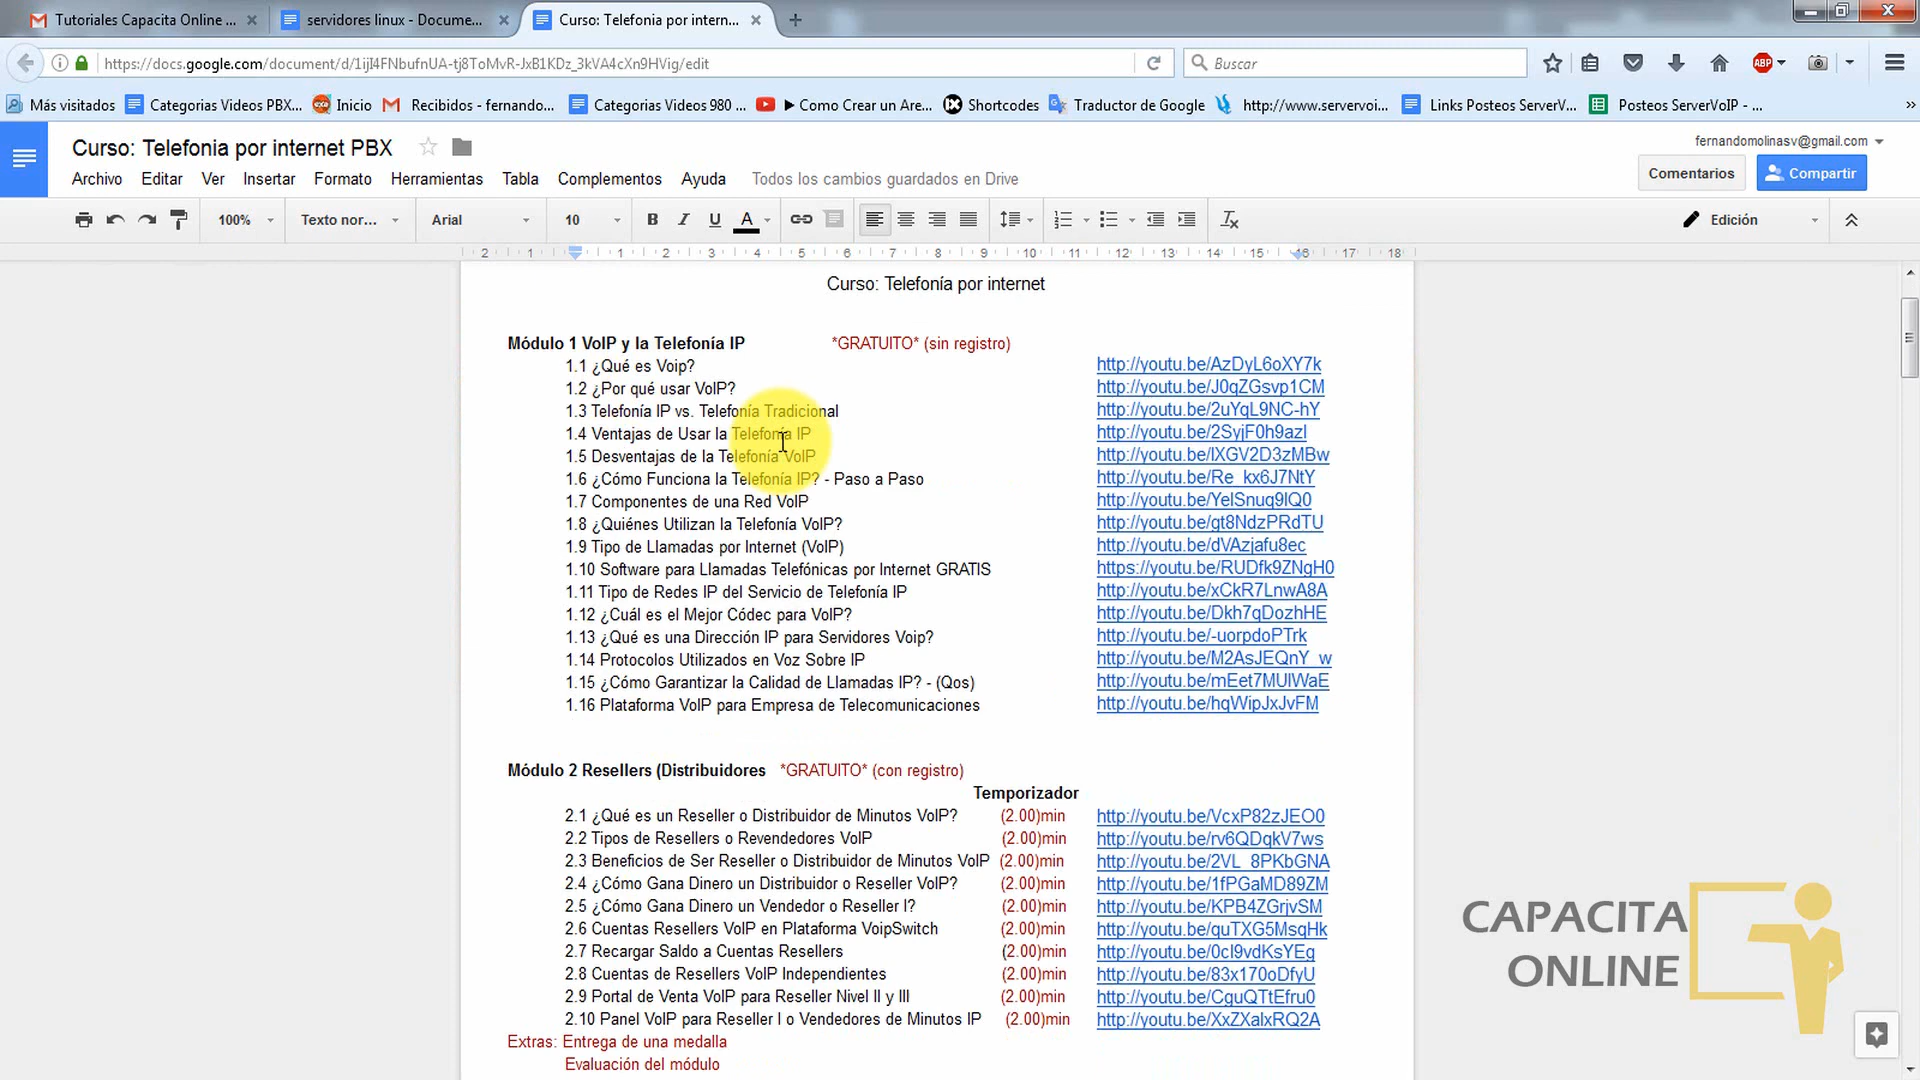 Tutoriales Capacita Online ...
servidores linux - Docume...
Curso: Telefonia por intern...
https://docs.google.com/document/d/1ijI4FNbufnUA-tj8ToMvR-JxB1KDz_3kVA4cXn9HVig/edit
Buscar
ABP
Más visitados
Categorias Videos PBX...
Inicio
Recibidos - fernando...
Categorias Videos 980 ...
▶ Como Crear un Are...
Shortcodes
Traductor de Google
http://www.servervoi...
Links Posteos ServerV...
Posteos ServerVoIP - ...
»
Curso: Telefonia por internet PBX
fernandomolinasv@gmail.com
Archivo Editar Ver Insertar Formato Herramientas Tabla Complementos Ayuda Todos los cambios guardados en Drive
Comentarios
Compartir
100% Texto nor... Arial 10 B I U A Edición
2 1 1 2 3 4 5 6 7 8 9 10 11 12 13 14 15 16 17 18
Curso: Telefonía por internet
Módulo 1 VoIP y la Telefonía IP *GRATUITO* (sin registro)
1.1 ¿Qué es Voip? http://youtu.be/AzDyL6oXY7k
1.2 ¿Por qué usar VoIP? http://youtu.be/J0qZGsvp1CM
1.3 Telefonía IP vs. Telefonía Tradicional http://youtu.be/2uYqL9NC-hY
1.4 Ventajas de Usar la Telefonía IP http://youtu.be/2SyjF0h9azI
1.5 Desventajas de la Telefonía VoIP http://youtu.be/lXGV2D3zMBw
1.6 ¿Cómo Funciona la Telefonía IP? - Paso a Paso http://youtu.be/Re_kx6J7NtY
1.7 Componentes de una Red VoIP http://youtu.be/YelSnuq9lQ0
1.8 ¿Quiénes Utilizan la Telefonía VoIP? http://youtu.be/gt8NdzPRdTU
1.9 Tipo de Llamadas por Internet (VoIP) http://youtu.be/dVAzjafu8ec
1.10 Software para Llamadas Telefónicas por Internet GRATIS https://youtu.be/RUDfk9ZNgH0
1.11 Tipo de Redes IP del Servicio de Telefonía IP http://youtu.be/xCkR7LnwA8A
1.12 ¿Cuál es el Mejor Códec para VoIP? http://youtu.be/Dkh7qDozhHE
1.13 ¿Qué es una Dirección IP para Servidores Voip? http://youtu.be/-uorpdoPTrk
1.14 Protocolos Utilizados en Voz Sobre IP http://youtu.be/M2AsJEQnY_w
1.15 ¿Cómo Garantizar la Calidad de Llamadas IP? - (Qos) http://youtu.be/mEet7MUlWaE
1.16 Plataforma VoIP para Empresa de Telecomunicaciones http://youtu.be/hqWipJxJvFM
Módulo 2 Resellers (Distribuidores *GRATUITO* (con registro)
Temporizador
2.1 ¿Qué es un Reseller o Distribuidor de Minutos VoIP? (2.00)min http://youtu.be/VcxP82zJEO0
2.2 Tipos de Resellers o Revendedores VoIP (2.00)min http://youtu.be/rv6QDqkV7ws
2.3 Beneficios de Ser Reseller o Distribuidor de Minutos VoIP (2.00)min http://youtu.be/2VL_8PKbGNA
2.4 ¿Cómo Gana Dinero un Distribuidor o Reseller VoIP? (2.00)min http://youtu.be/1fPGaMD89ZM
2.5 ¿Cómo Gana Dinero un Vendedor o Reseller I? (2.00)min http://youtu.be/KPB4ZGrjvSM
2.6 Cuentas Resellers VoIP en Plataforma VoipSwitch (2.00)min http://youtu.be/quTXG5MsqHk
2.7 Recargar Saldo a Cuentas Resellers (2.00)min http://youtu.be/0cl9vdKsYEg
2.8 Cuentas de Resellers VoIP Independientes (2.00)min http://youtu.be/83x170oDfyU
2.9 Portal de Venta VoIP para Reseller Nivel II y III (2.00)min http://youtu.be/CguQTtEfru0
2.10 Panel VoIP para Reseller I o Vendedores de Minutos IP (2.00)min http://youtu.be/XxZXalxRQ2A
Extras: Entrega de una medalla
Evaluación del módulo
CAPACITA
ONLINE